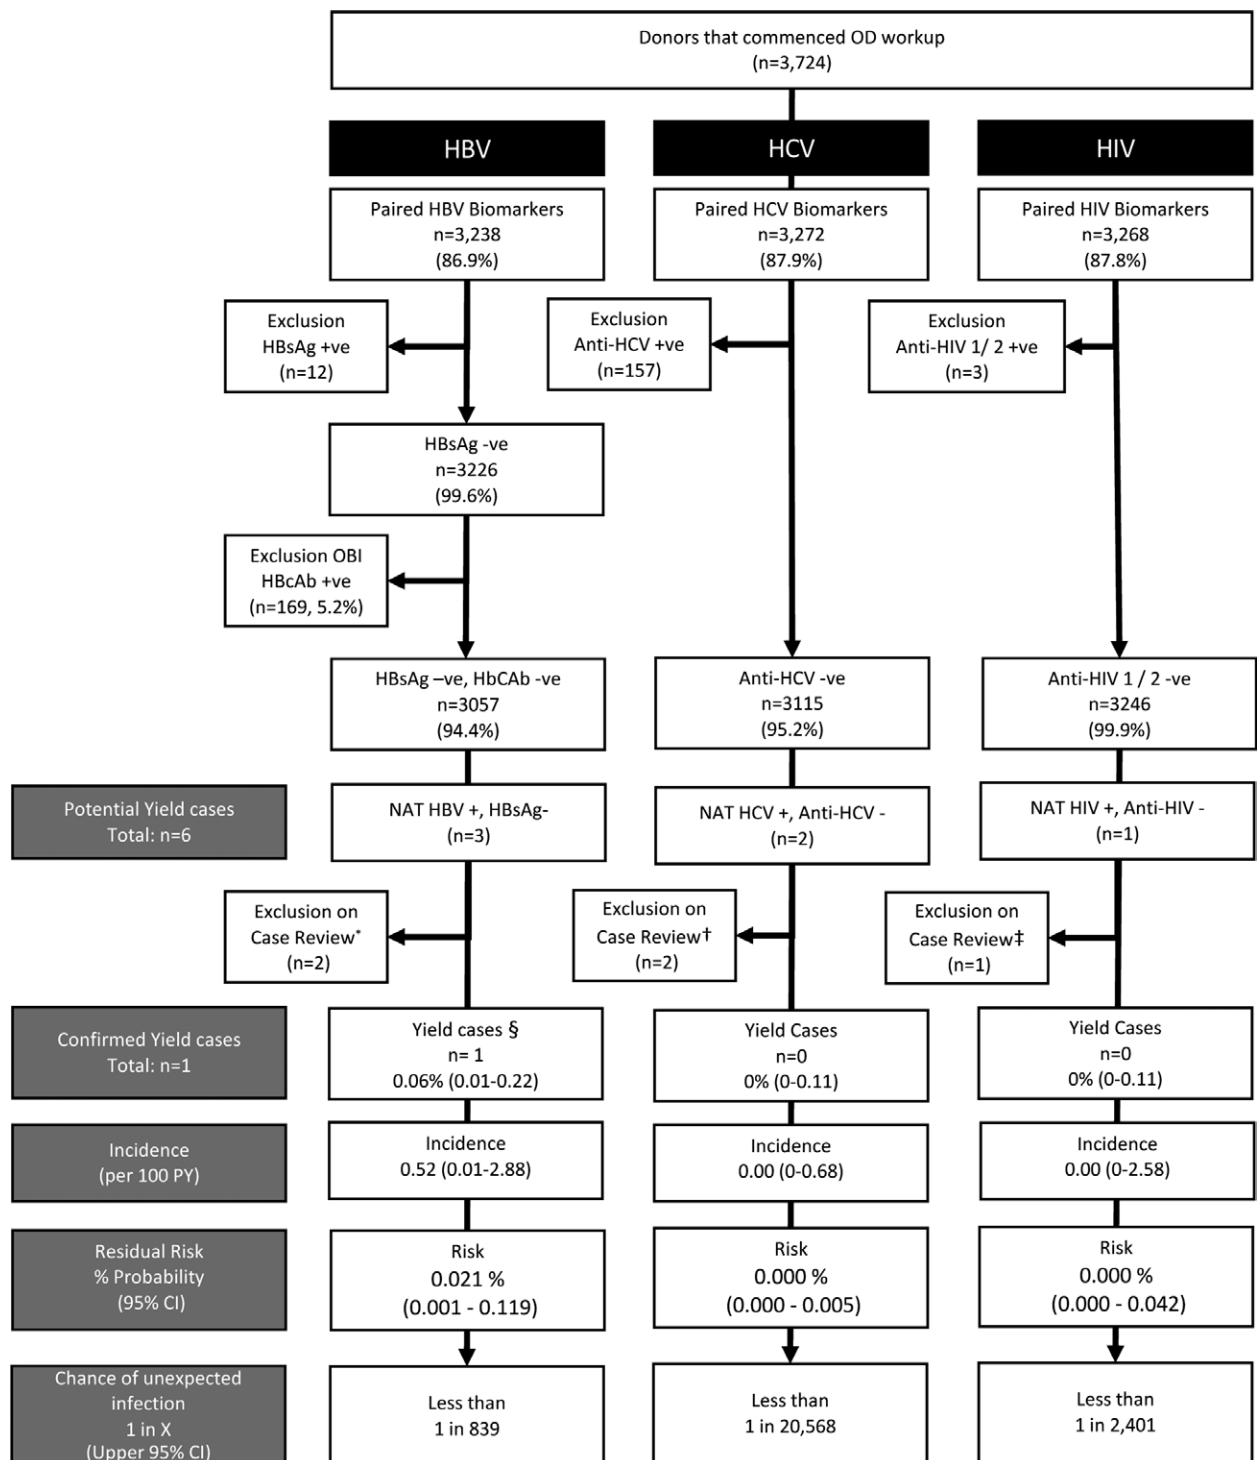 Donors that commenced OD workup
(n=3,724)
HBV
HCV
HIV
Paired HBV Biomarkers
n=3,238
(86.9%)
Paired HCV Biomarkers
n=3,272
(87.9%)
Paired HIV Biomarkers
n=3,268
(87.8%)
Exclusion
HBsAg +ve
(n=12)
Exclusion
Anti-HCV +ve
(n=157)
Exclusion
Anti-HIV 1/ 2 +ve
(n=3)
HBsAg -ve
n=3226
(99.6%)
Exclusion OBI
HBcAb +ve
(n=169, 5.2%)
HBsAg –ve, HbCAb -ve
n=3057
(94.4%)
Anti-HCV -ve
n=3115
(95.2%)
Anti-HIV 1 / 2 -ve
n=3246
(99.9%)
Potential Yield cases
Total: n=6
NAT HBV +, HBsAg-
(n=3)
NAT HCV +, Anti-HCV -
(n=2)
NAT HIV +, Anti-HIV -
(n=1)
Exclusion on
Case Review*
(n=2)
Exclusion on
Case Review†
(n=2)
Exclusion on
Case Review‡
(n=1)
Confirmed Yield cases
Total: n=1
Yield cases §
n= 1
0.06% (0.01-0.22)
Yield Cases
n=0
0% (0-0.11)
Yield Cases
n=0
0% (0-0.11)
Incidence
(per 100 PY)
Incidence
0.52 (0.01-2.88)
Incidence
0.00 (0-0.68)
Incidence
0.00 (0-2.58)
Residual Risk
% Probability
(95% CI)
Risk
0.021 %
(0.001 - 0.119)
Risk
0.000 %
(0.000 - 0.005)
Risk
0.000 %
(0.000 - 0.042)
Chance of unexpected
infection
1 in X
(Upper 95% CI)
Less than
1 in 839
Less than
1 in 20,568
Less than
1 in 2,401